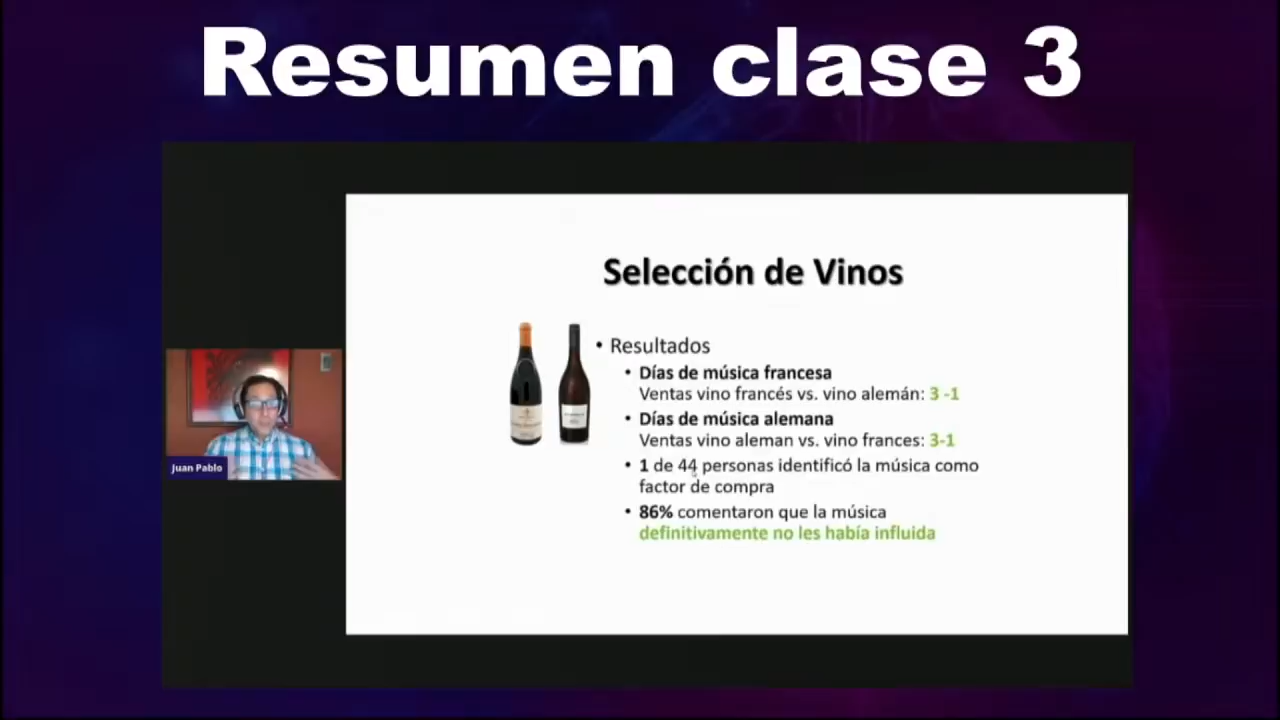 Resumen clase 3
Selección de Vinos
• Resultados
• Días de música francesa
Ventas vino francés vs. vino alemán: 3 -1
• Días de música alemana
Ventas vino aleman vs. vino frances: 3-1
• 1 de 44 personas identificó la música como
factor de compra
• 86% comentaron que la música
definitivamente no les había influida
Juan Pablo